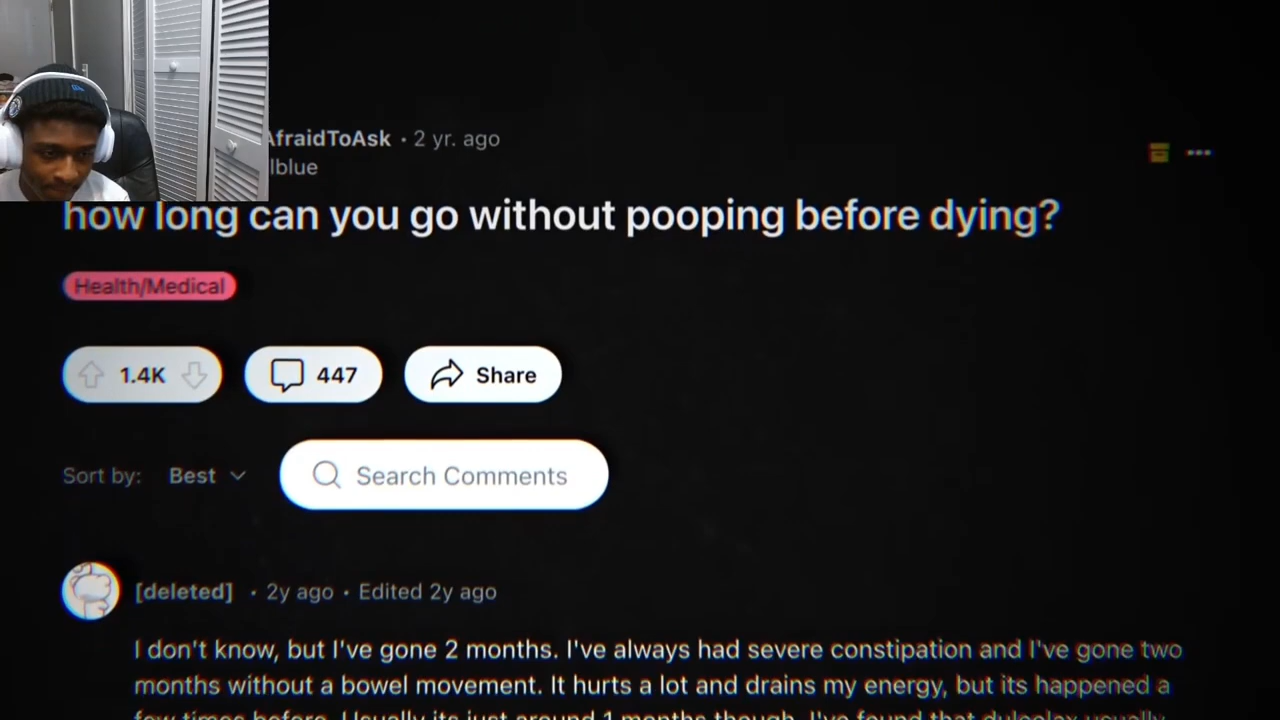 AfraidToAsk · 2 yr. ago
lblue
how long can you go without pooping before dying?
Health/Medical
1.4K
447
Share
Sort by: Best
Search Comments
[deleted] · 2y ago · Edited 2y ago
I don't know, but I've gone 2 months. I've always had severe constipation and I've gone two
months without a bowel movement. It hurts a lot and drains my energy, but its happened a
few times before. Usually its just around 1 months though. I've found that dulcolax usually